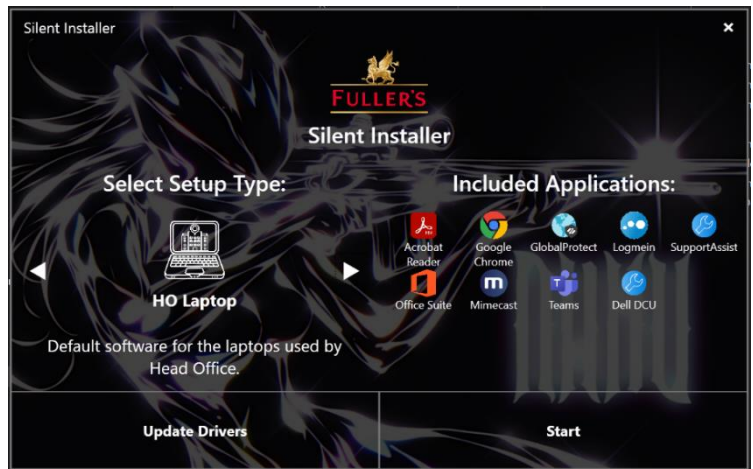 Silent Installer
FULLER'S
Silent Installer
Select Setup Type:
HO Laptop
Default software for the laptops used by
Head Office.
Included Applications:
Acrobat
Reader
Google
Chrome
GlobalProtect
Logmein
SupportAssist
Office Suite
Mimecast
Teams
Dell DCU
Update Drivers
Start